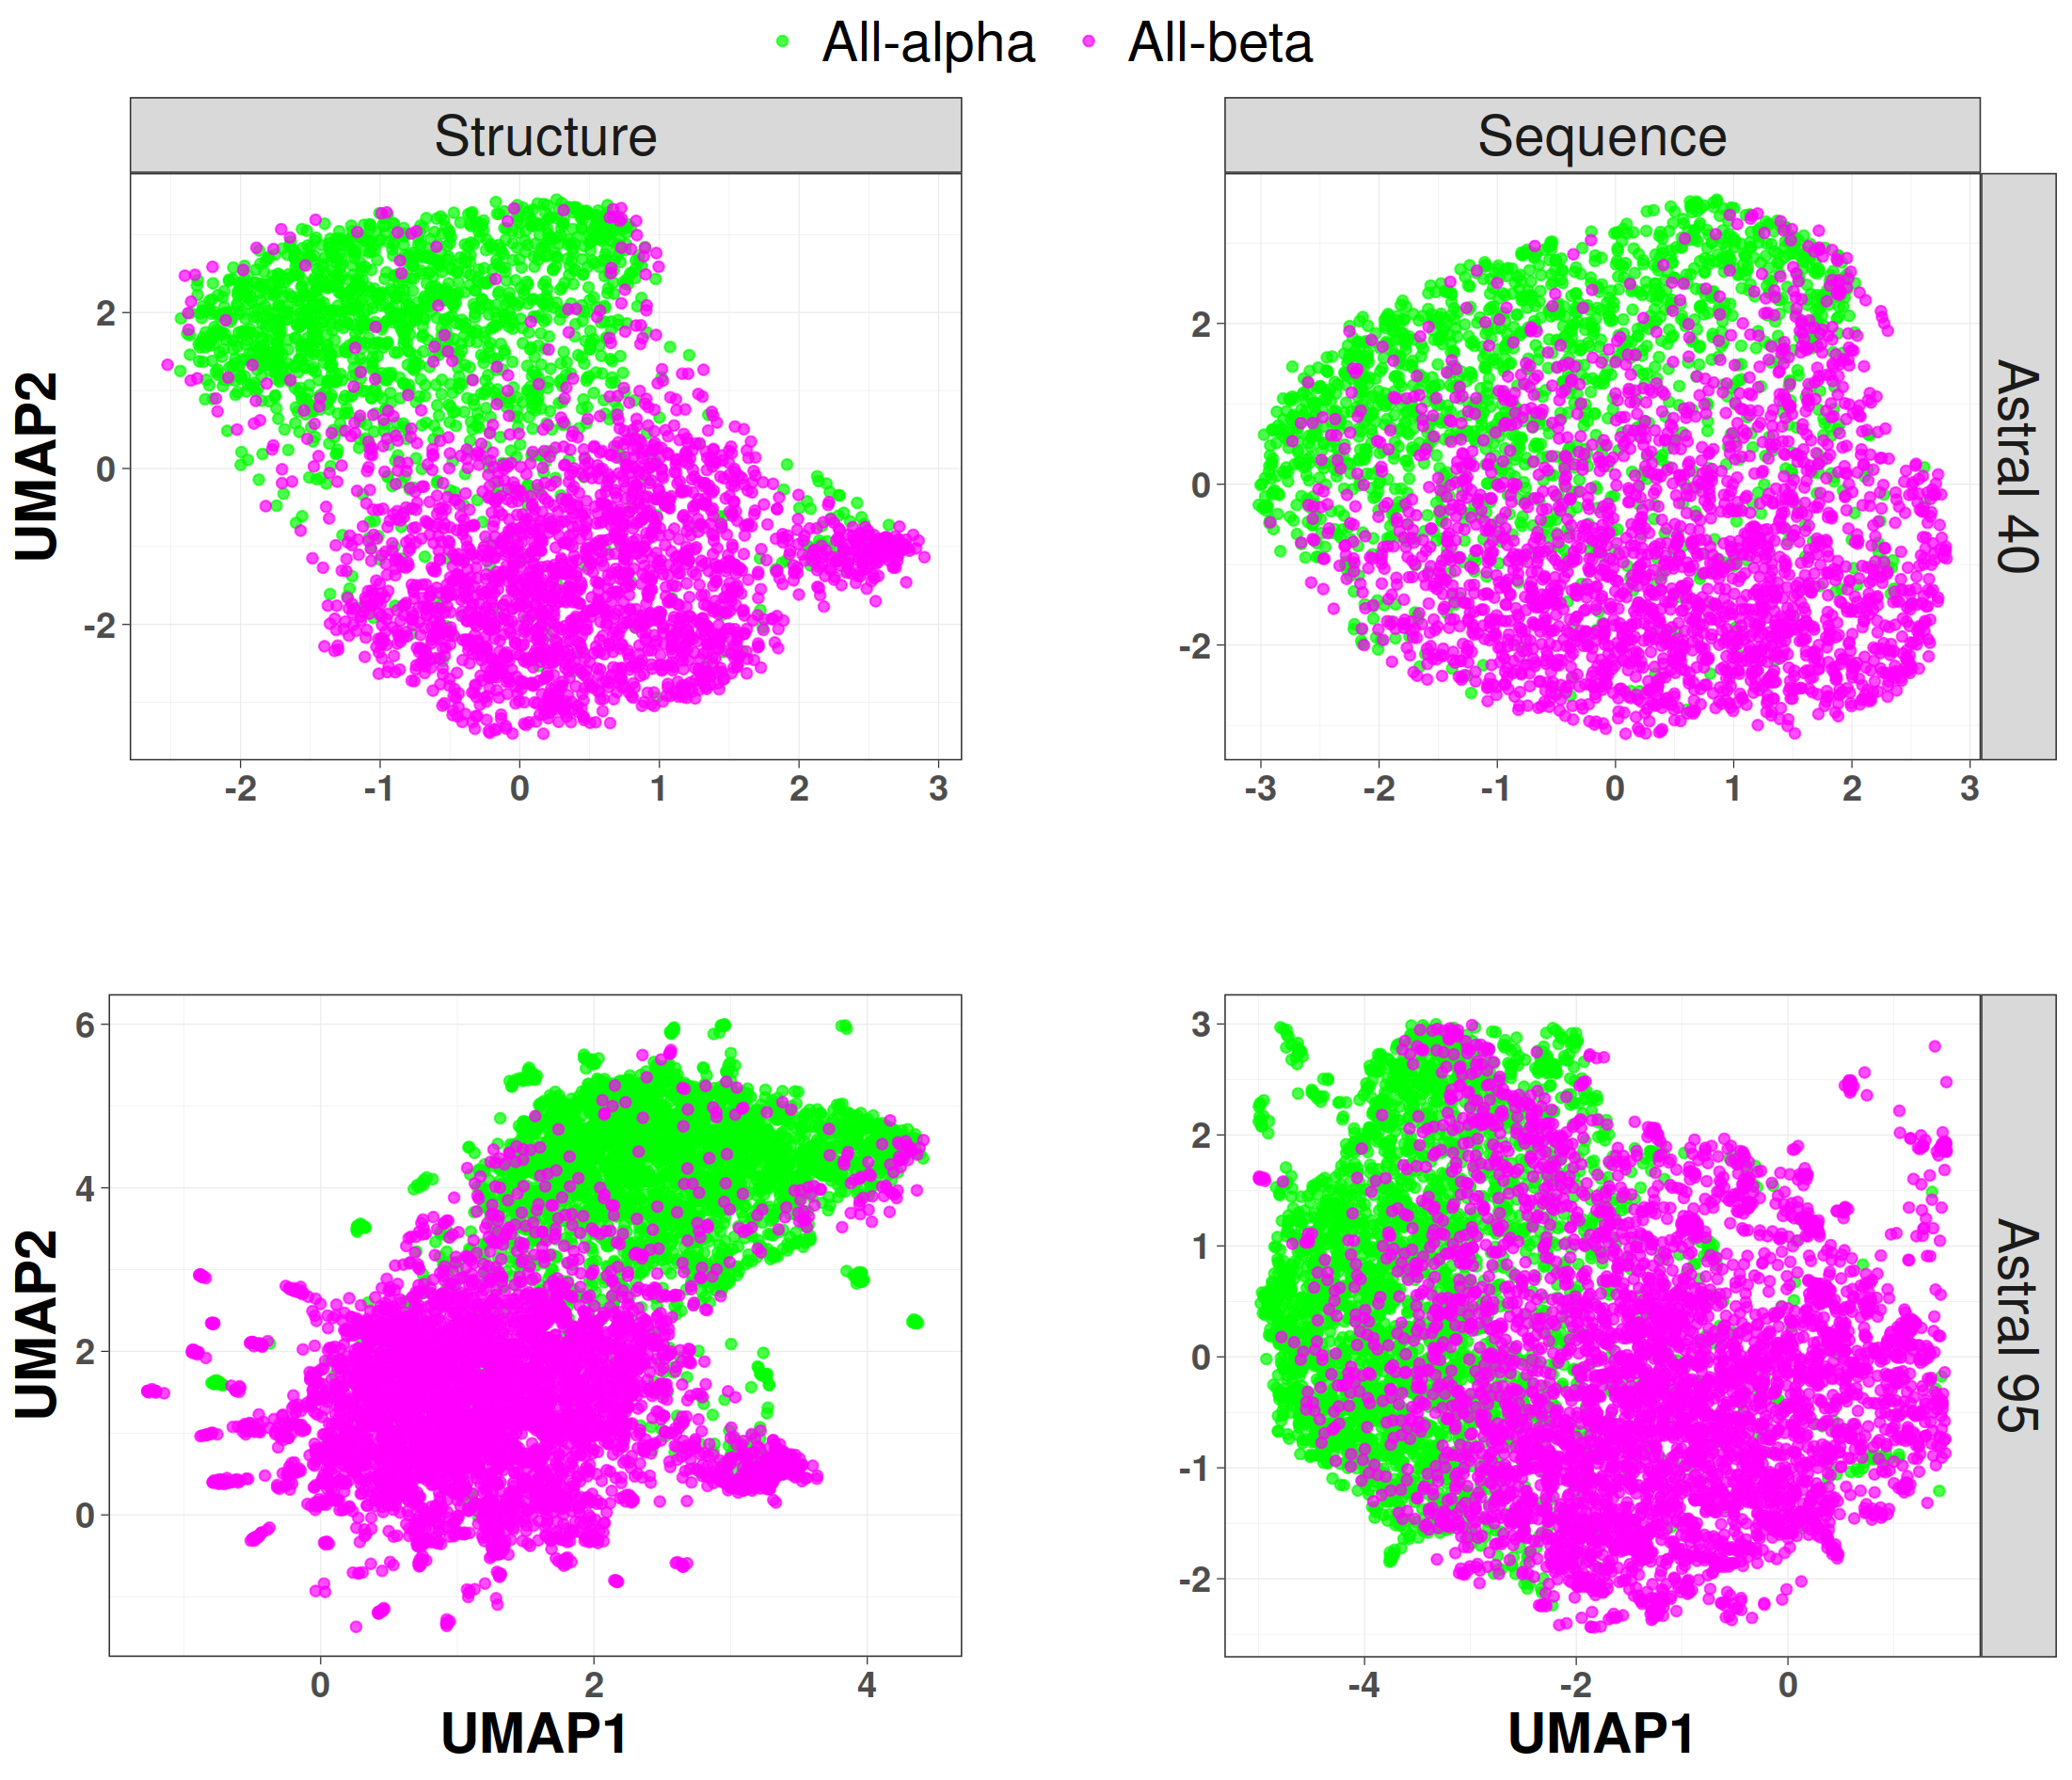 All-alpha All-beta
Structure
Sequence
UMAP2
2
0
-2
-2 -1 0 1 2 3
2
0
-2
-3 -2 -1 0 1 2 3
Astral 40
UMAP2
6
4
2
0
0 2 4
UMAP1
3
2
1
0
-1
-2
-4 -2 0
UMAP1
Astral 95